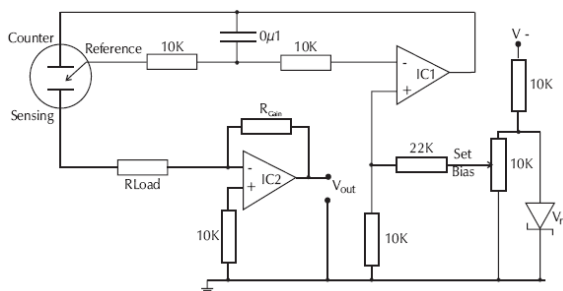 Counter
Reference
Sensing
10K
0µ1
10K
-
+
IC1
V -
10K
22K
Set
Bias
10K
RGain
RLoad
-
+
IC2
Vout
10K
10K
Vr